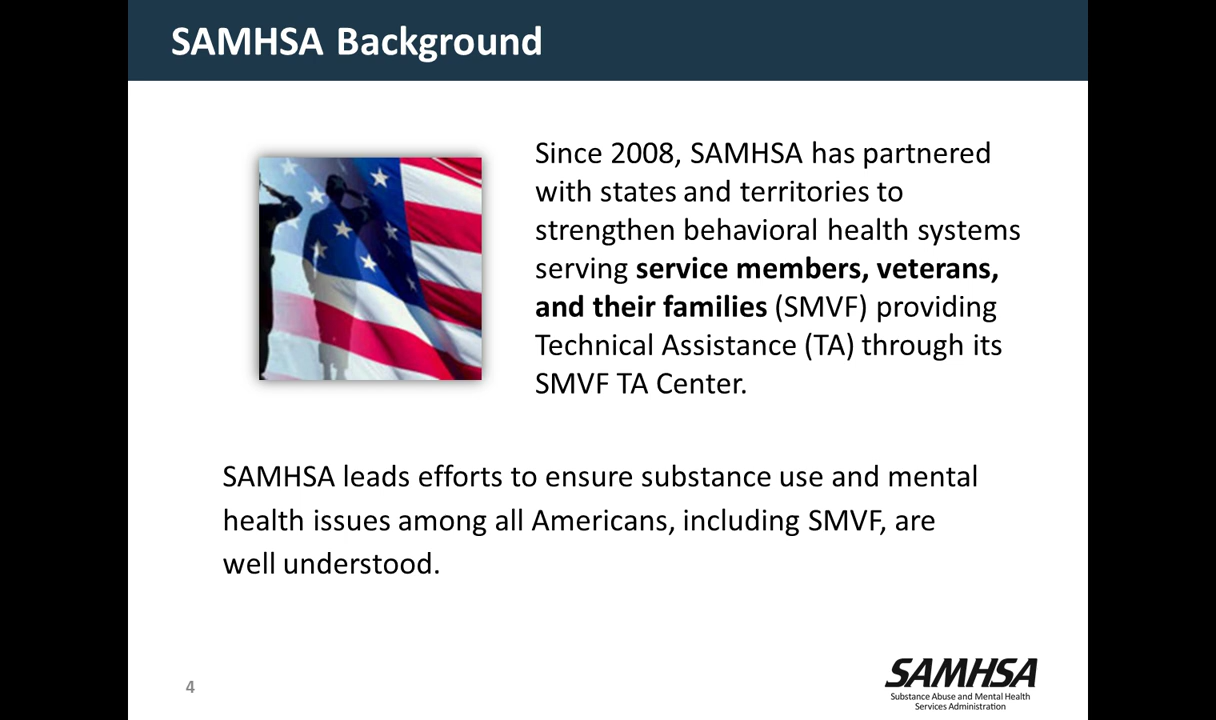 SAMHSA Background
Since 2008, SAMHSA has partnered
with states and territories to
strengthen behavioral health systems
serving service members, veterans,
and their families (SMVF) providing
Technical Assistance (TA) through its
SMVF TA Center.
SAMHSA leads efforts to ensure substance use and mental
health issues among all Americans, including SMVF, are
well understood.
4
SAMHSA
Substance Abuse and Mental Health
Services Administration